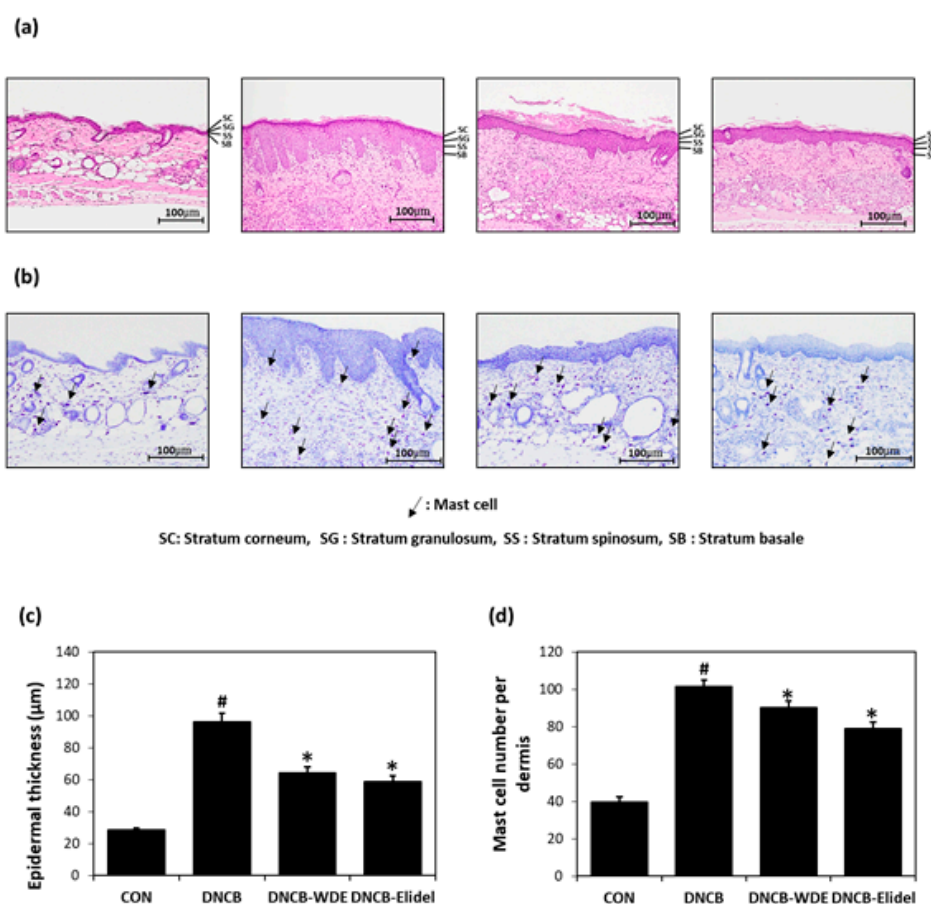 (a)
SC
SG
SS
SB
100μm
SC
SG
SS
SB
100μm
SC
SG
SS
SB
100μm
100μm
(b)
100μm
100μm
100μm
100μm
: Mast cell
SC: Stratum corneum, SG : Stratum granulosum, SS : Stratum spinosum, SB : Stratum basale
(c)
Epidermal thickness (μm)
140
120
100
80
60
40
20
0
#
*
*
CON DNCB DNCB-WDE DNCB-Elidel
(d)
Mast cell number per
dermis
120
100
80
60
40
20
0
#
*
*
CON DNCB DNCB-WDE DNCB-Elidel